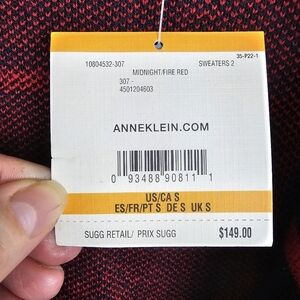 35-P22-1
10804532-307 SWEATERS 2
MIDNIGHT/FIRE RED
307 -
4501204603
ANNEKLEIN.COM
0 93488 90811 1
US/CA S
ES/FR/PT S DE S UK S
SUGG RETAIL/ PRIX SUGG $149.00